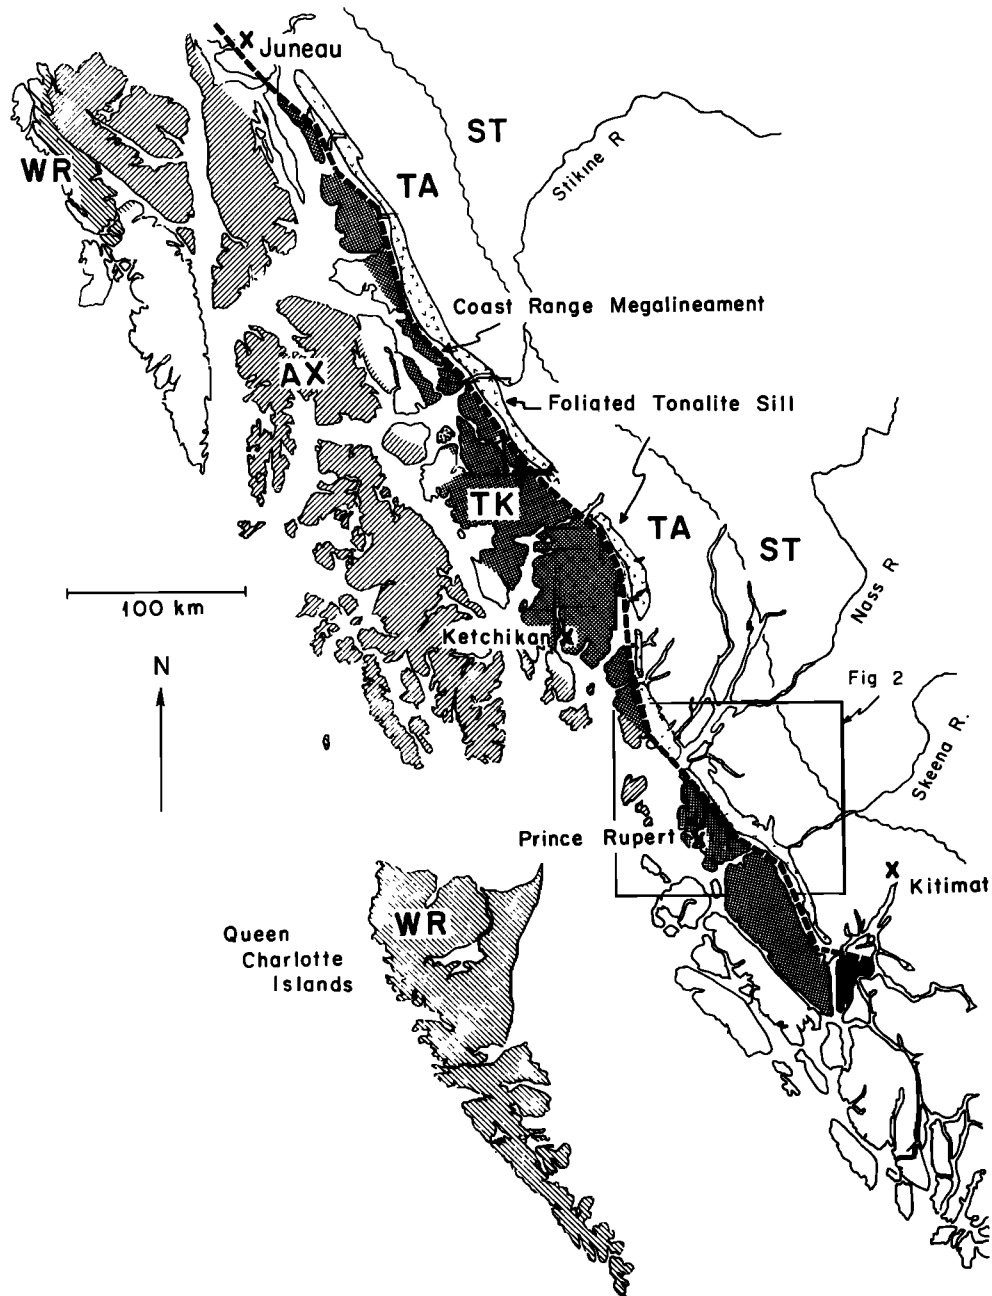 X Juneau
ST
Stikine R
WR
TA
Coast Range Megalineament
AX
Foliated Tonalite Sill
TK
TA
ST
100 km
Nass R
Ketchikan X
N
Fig 2
Skeena R.
Prince Rupert X
X
Kitimat
WR
Queen
Charlotte
Islands